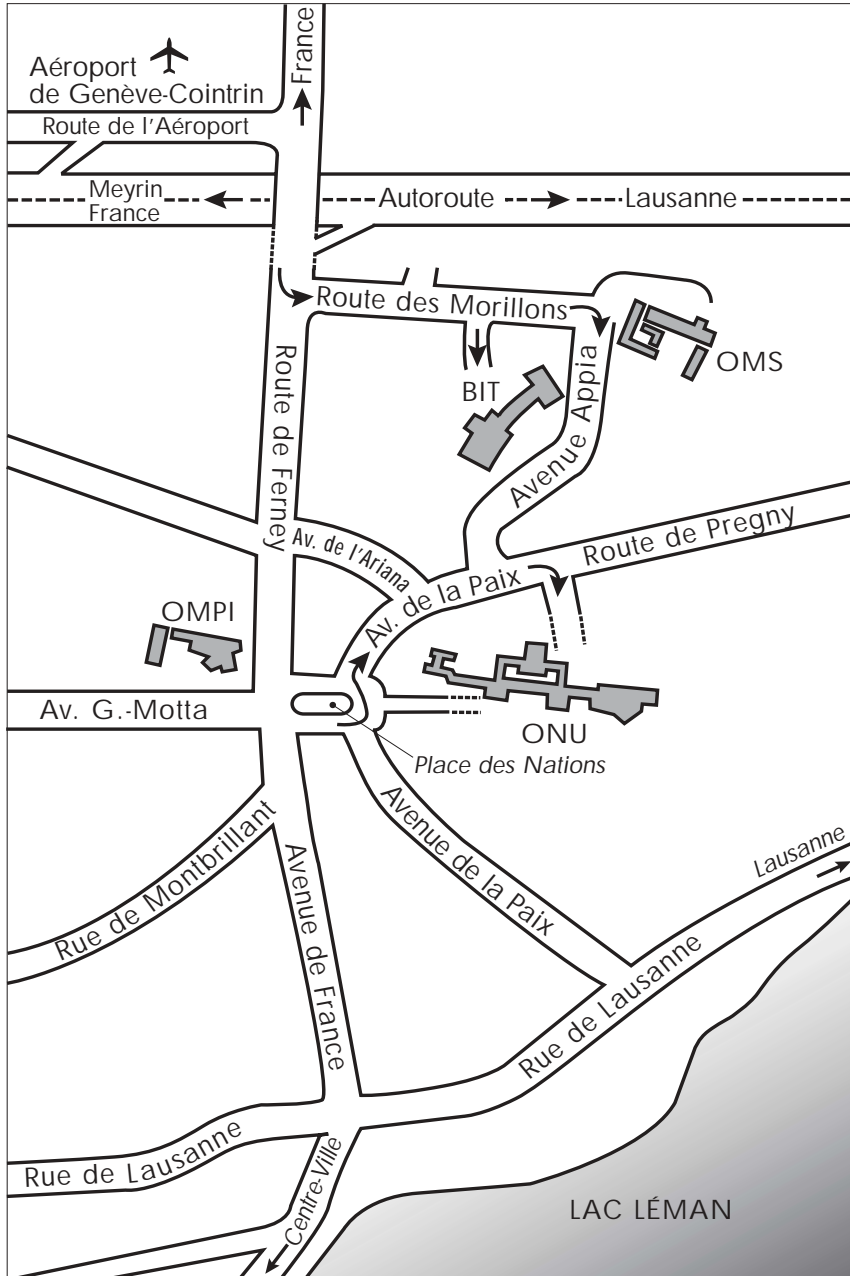 France
Aéroport
de Genève-Cointrin
Route de l'Aéroport
Meyrin
France
Autoroute
Lausanne
Route des Morillons
OMS
BIT
Avenue Appia
Route de Ferney
Route de Pregny
Av. de l'Ariana
Av. de la Paix
OMPI
Av. G.-Motta
ONU
Place des Nations
Avenue de la Paix
Rue de Montbrillant
Avenue de France
Lausanne
Rue de Lausanne
Rue de Lausanne
Centre-Ville
LAC LÉMAN